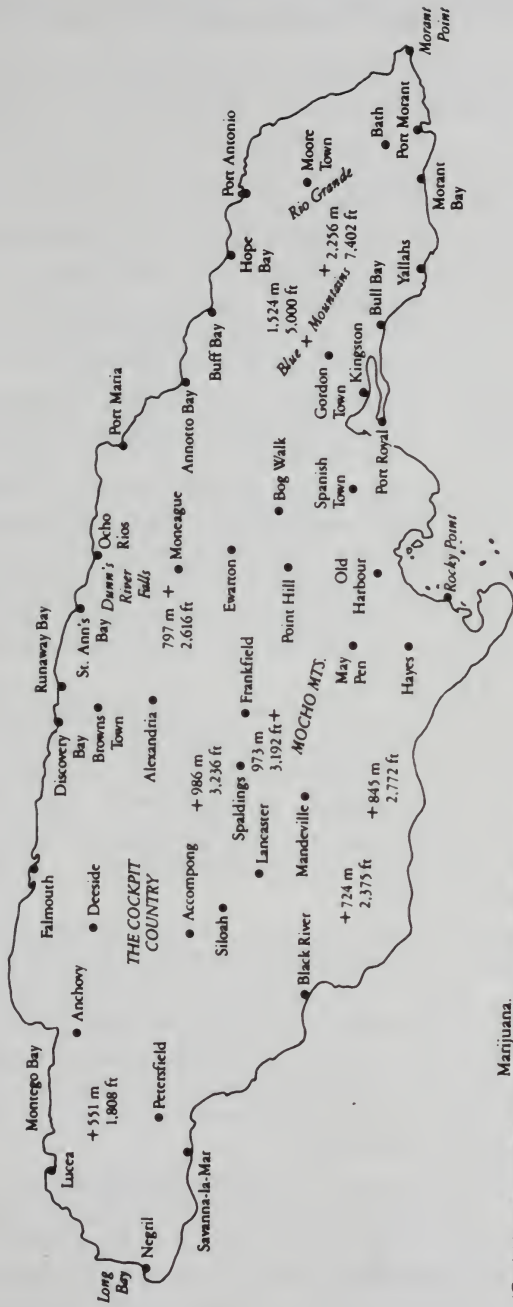 Long
Bay
Negril
Lucea
Montego Bay
+ 551 m
1.808 ft
Petersfield
Savanna-la-Mar
Anchovy
Falmouth
Deeside
THE COCKPIT
COUNTRY
Accompong
Siloah
Black River
Discovery
Bay
Runaway Bay
Browns
Town
St. Ann's
Bay
Ocho
Rios
Dunn's
River
Falls
Alexandria
797 m +
2.616 ft
Moneague
+ 986 m
3.236 ft
Spaldings
Lancaster
Frankfield
973 m
3.192 ft +
MOCHO MTS.
Mandeville
+ 724 m
2.375 ft
+ 845 m
2.772 ft
Port Maria
Annotto Bay
Ewarton
Point Hill
Bog Walk
May
Pen
Hayes
Old
Harbour
Rocky Point
Spanish
Town
Port Royal
Kingston
Gordon
Town
Buff Bay
Hope
Bay
Port Antonio
1.524 m
5.000 ft
Blue + Mountains
+ 2.256 m
7.402 ft
Rio Grande
Moore
Town
Bull Bay
Yallahs
Morant
Bay
Bath
Port Morant
Morant
Point
Marijuana.